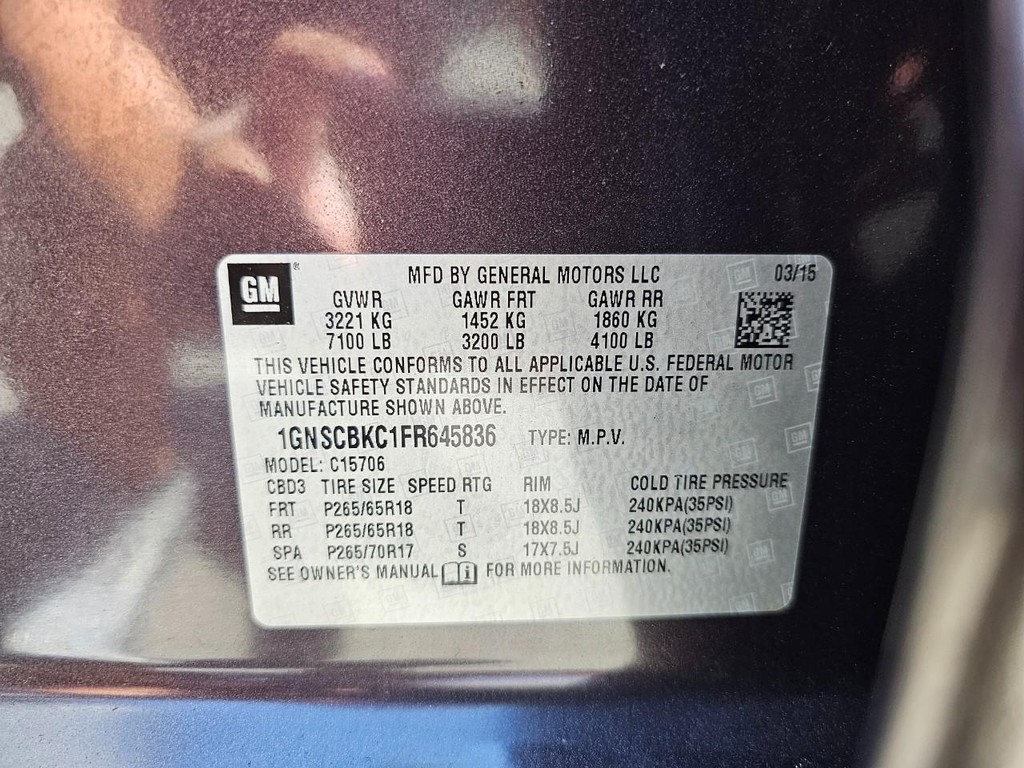 GM
MFD BY GENERAL MOTORS LLC 03/15
GVWR GAWR FRT GAWR RR
3221 KG 1452 KG 1860 KG
7100 LB 3200 LB 4100 LB
THIS VEHICLE CONFORMS TO ALL APPLICABLE U.S. FEDERAL MOTOR
VEHICLE SAFETY STANDARDS IN EFFECT ON THE DATE OF
MANUFACTURE SHOWN ABOVE.
1GNSCBKC1FR645836 TYPE: M.P.V.
MODEL: C15706
CBD3 TIRE SIZE SPEED RTG RIM COLD TIRE PRESSURE
FRT P265/65R18 T 18X8.5J 240KPA(35PSI)
RR P265/65R18 T 18X8.5J 240KPA(35PSI)
SPA P265/70R17 S 17X7.5J 240KPA(35PSI)
SEE OWNER'S MANUAL FOR MORE INFORMATION.